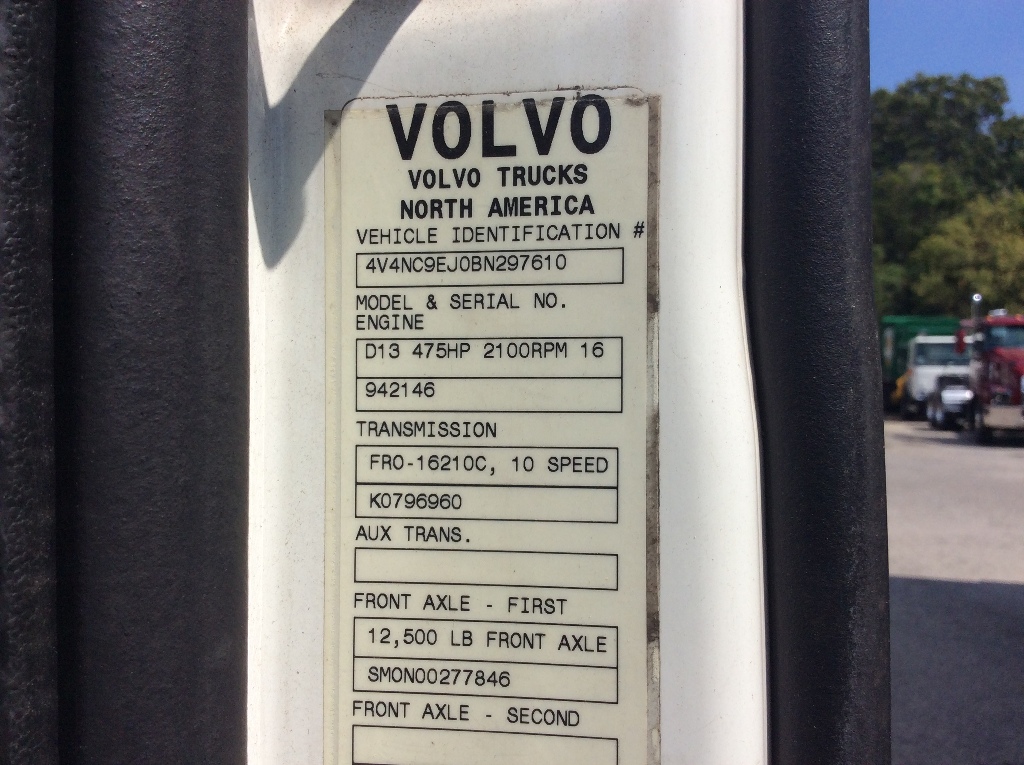 VOLVO
VOLVO TRUCKS
NORTH AMERICA
VEHICLE IDENTIFICATION #
4V4NC9EJ0BN297610
MODEL & SERIAL NO.
ENGINE
D13 475HP 2100RPM 16
942146
TRANSMISSION
FRO-16210C, 10 SPEED
K0796960
AUX TRANS.
FRONT AXLE - FIRST
12,500 LB FRONT AXLE
SMON00277846
FRONT AXLE - SECOND